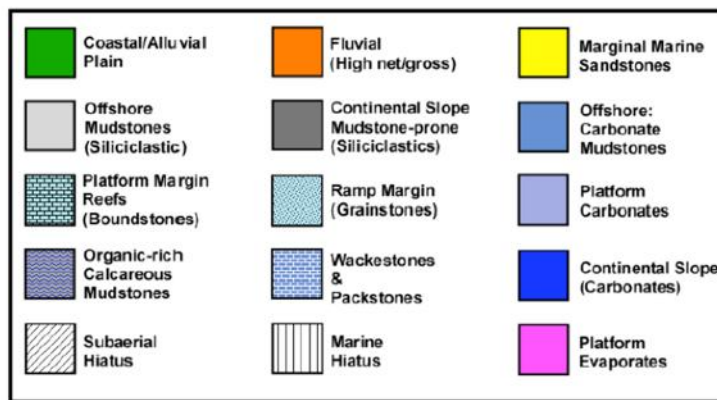 Coastal/Alluvial
Plain
Fluvial
(High net/gross)
Marginal Marine
Sandstones
Offshore
Mudstones
(Siliciclastic)
Continental Slope
Mudstone-prone
(Siliciclastics)
Offshore:
Carbonate
Mudstones
Platform Margin
Reefs
(Boundstones)
Ramp Margin
(Grainstones)
Platform
Carbonates
Organic-rich
Calcareous
Mudstones
Wackestones
&
Packstones
Continental Slope
(Carbonates)
Subaerial
Hiatus
Marine
Hiatus
Platform
Evaporates